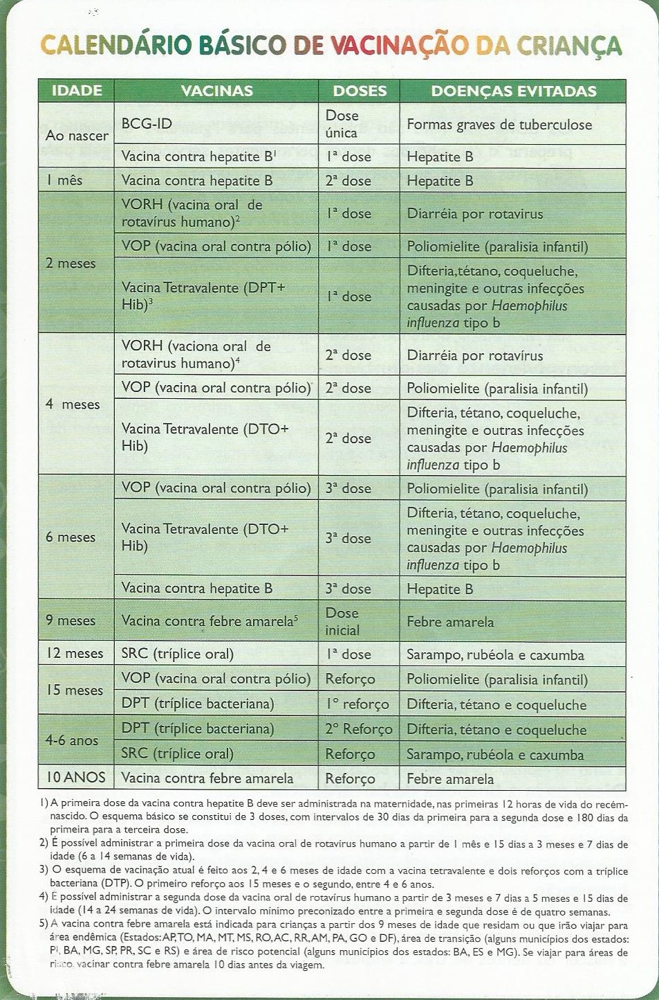 CALENDÁRIO BÁSICO DE VACINAÇÃO DA CRIANÇA
IDADE VACINAS DOSES DOENÇAS EVITADAS
Ao nascer
BCG-ID
Dose
única
Formas graves de tuberculose
Vacina contra hepatite B¹ 1ª dose Hepatite B
1 mês Vacina contra hepatite B 2ª dose Hepatite B
2 meses
VORH (vacina oral de
rotavírus humano)²
1ª dose
Diarréia por rotavirus
VOP (vacina oral contra pólio) 1ª dose Poliomielite (paralisia infantil)
Vacina Tetravalente (DPT+
Hib)³
1ª dose
Difteria,tétano, coqueluche,
meningite e outras infecções
causadas por Haemophilus
influenza tipo b
4 meses
VORH (vaciona oral de
rotavirus humano)⁴
2ª dose
Diarréia por rotavírus
VOP (vacina oral contra pólio) 2ª dose Poliomielite (paralisia infantil)
Vacina Tetravalente (DTO+
Hib)
2ª dose
Difteria, tétano, coqueluche,
meningite e outras infecções
causadas por Haemophilus
influenza tipo b
6 meses
VOP (vacina oral contra pólio) 3ª dose Poliomielite (paralisia infantil)
Vacina Tetravalente (DTO+
Hib)
3ª dose
Difteria, tétano, coqueluche,
meningite e outras infecções
causadas por Haemophilus
influenza tipo b
Vacina contra hepatite B 3ª dose Hepatite B
9 meses Vacina contra febre amarela⁵
Dose
inicial
Febre amarela
12 meses SRC (tríplice oral) 1ª dose Sarampo, rubéola e caxumba
15 meses
VOP (vacina oral contra pólio) Reforço Poliomielite (paralisia infantil)
DPT (tríplice bacteriana) 1º reforço Difteria, tétano e coqueluche
4-6 anos
DPT (tríplice bacteriana) 2º Reforço Difteria, tétano e coqueluche
SRC (tríplice oral) Reforço Sarampo, rubéola e caxumba
10 ANOS Vacina contra febre amarela Reforço Febre amarela
1) A primeira dose da vacina contra hepatite B deve ser administrada na maternidade, nas primeiras 12 horas de vida do recém-
nascido. O esquema básico se constitui de 3 doses, com intervalos de 30 dias da primeira para a segunda dose e 180 dias da
primeira para a terceira dose.
2) É possível administrar a primeira dose da vacina oral de rotavírus humano a partir de 1 mês e 15 dias a 3 meses e 7 dias de
idade (6 a 14 semanas de vida).
3) O esquema de vacinação atual é feito aos 2, 4 e 6 meses de idade com a vacina tetravalente e dois reforços com a tríplice
bacteriana (DTP). O primeiro reforço aos 15 meses e o segundo, entre 4 e 6 anos.
4) É possível administrar a segunda dose da vacina oral de rotavírus humano a partir de 3 meses e 7 dias a 5 meses e 15 dias de
idade (14 a 24 semanas de vida). O intervalo mínimo preconizado entre a primeira e segunda dose é de quatro semanas.
5) A vacina contra febre amarela está indicada para crianças a partir dos 9 meses de idade que residam ou que irão viajar para
área endêmica (Estados:AP,TO, MA, MT, MS, RO,AC, RR,AM, PA, GO e DF), área de transição (alguns municípios dos estados:
PI, BA, MG, SP, PR, SC e RS) e área de risco potencial (alguns municípios dos estados: BA, ES e MG). Se viajar para áreas de
risco, vacinar contra febre amarela 10 dias antes da viagem.